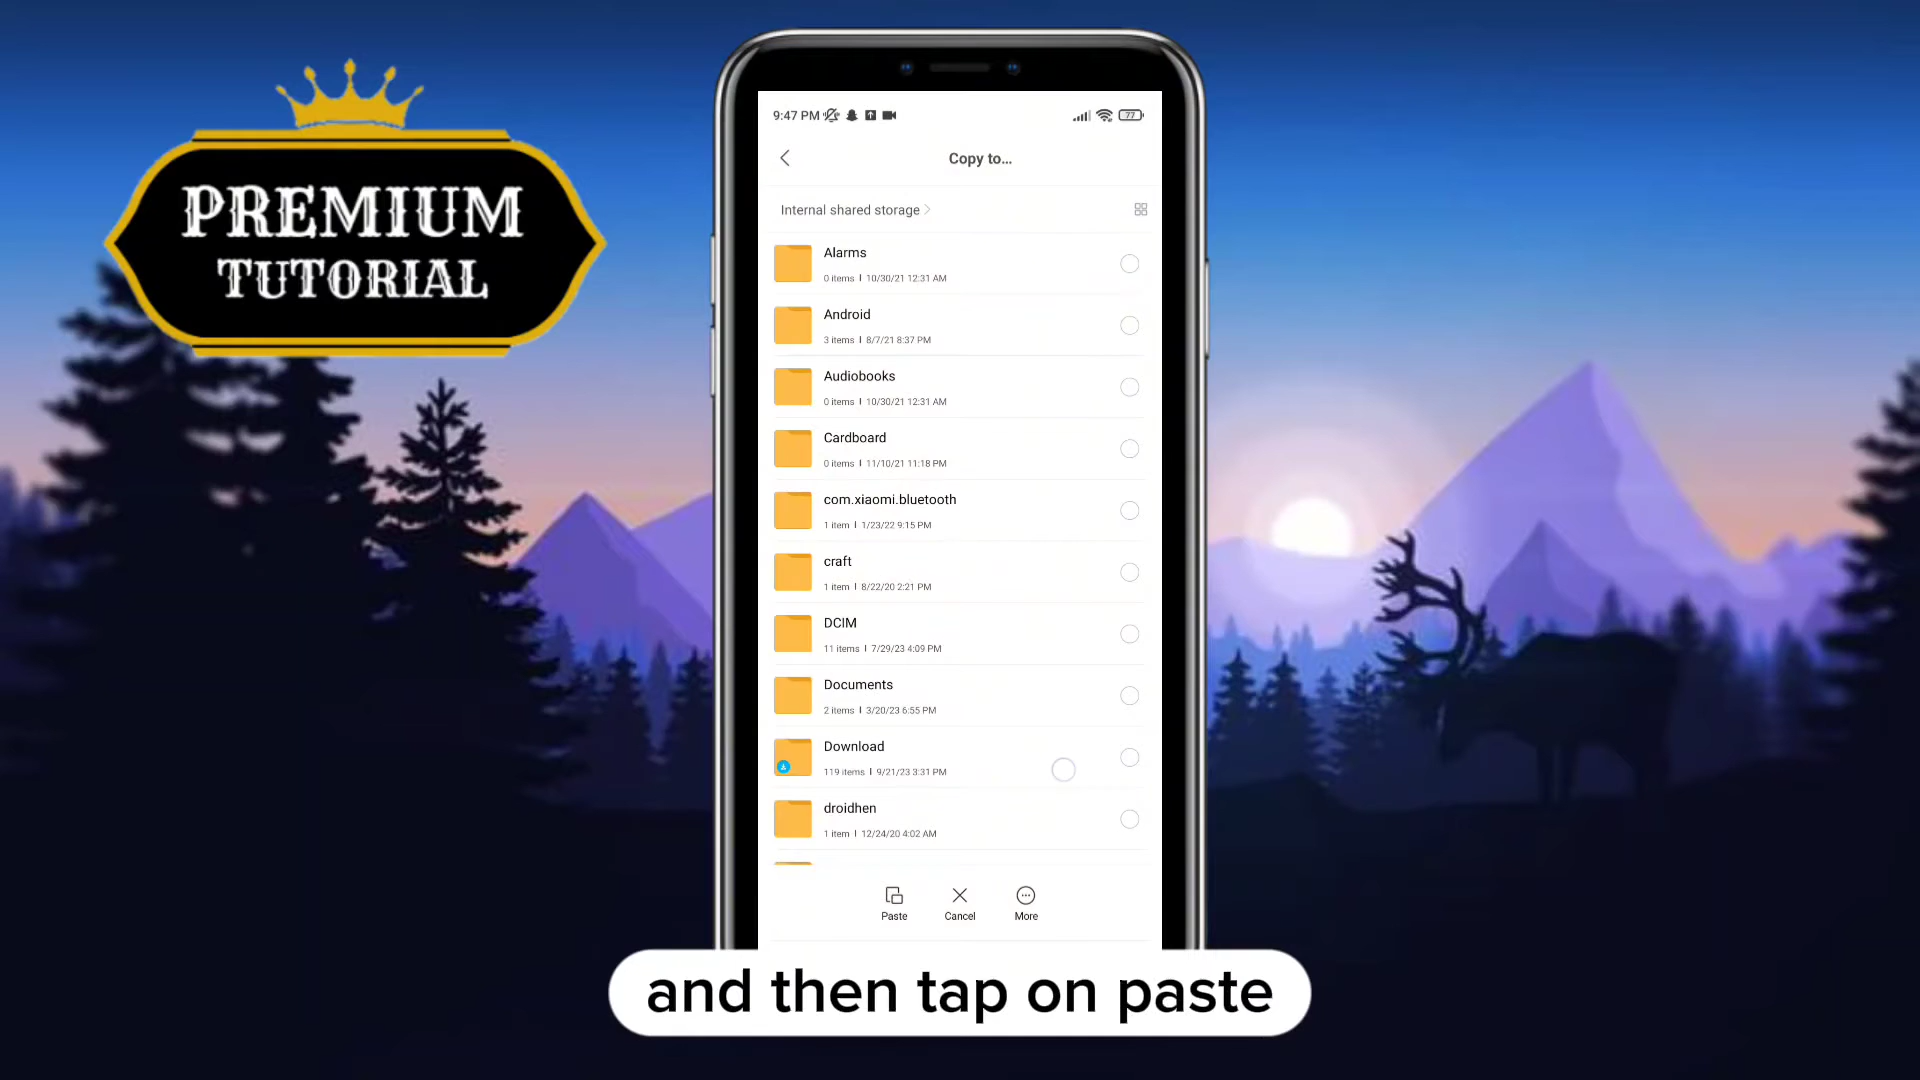 PREMIUM
TUTORIAL
9:47 PM
77
Copy to...
Internal shared storage
Alarms
0 items | 10/30/21 12:31 AM
Android
3 items | 8/7/21 8:37 PM
Audiobooks
0 items | 10/30/21 12:31 AM
Cardboard
0 items | 11/10/21 11:18 PM
com.xiaomi.bluetooth
1 item | 1/23/22 9:15 PM
craft
1 item | 8/22/20 2:21 PM
DCIM
11 items | 7/29/23 4:09 PM
Documents
2 items | 3/20/23 6:55 PM
Download
119 items | 9/21/23 3:31 PM
droidhen
1 item | 12/24/20 4:02 AM
Paste Cancel More
and then tap on paste